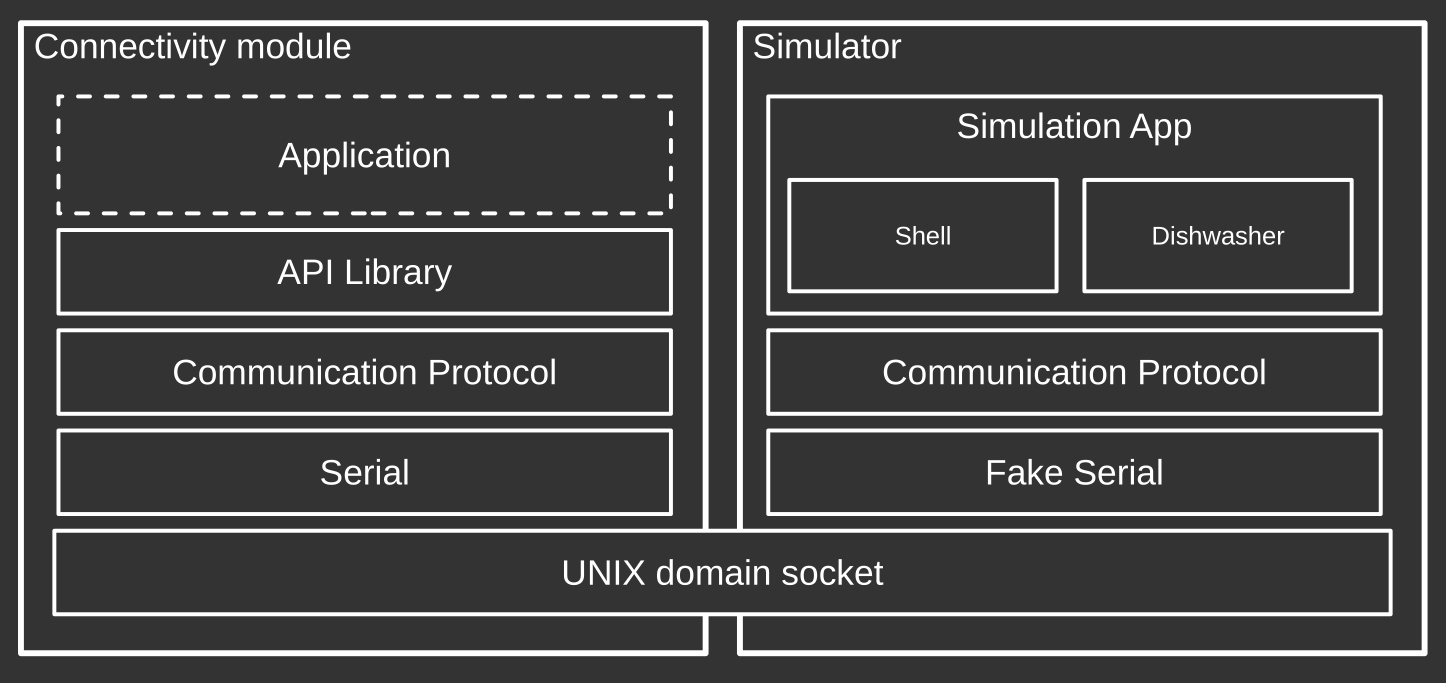 Connectivity module
Application
API Library
Communication Protocol
Serial
Simulator
Simulation App
Shell
Dishwasher
Communication Protocol
Fake Serial
UNIX domain socket